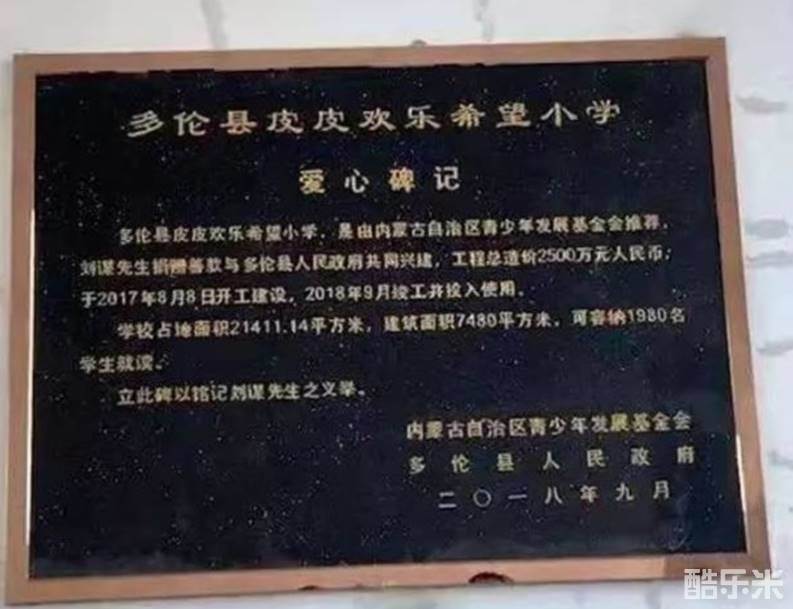 多伦县皮皮欢乐希望小学
爱心碑记
多伦县皮皮欢乐希望小学，是由内蒙古自治区青少年发展基金会推荐，
刘谋先生捐赠善款与多伦县人民政府共同兴建，工程总造价2500万元人民币，
于2017年8月8日开工建设，2018年9月竣工并投入使用。
学校占地面积21411.14平方米，建筑面积7480平方米，可容纳1980名
学生就读。
立此碑以铭记刘谋先生之义举。
内蒙古自治区青少年发展基金会
多伦县人民政府
二〇一八年九月
酷乐米